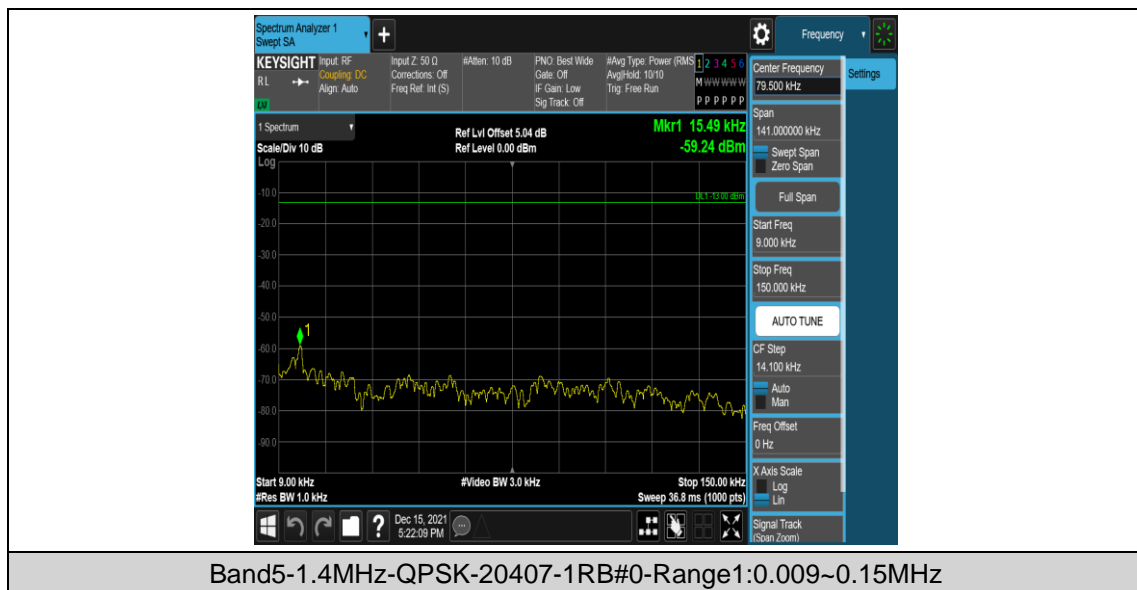 Spectrum Analyzer 1
Swept SA
Frequency
KEYSIGHT
RL
LXI
Input: RF
Coupling: DC
Align: Auto
Input Z: 50 Ω
Corrections: Off
Freq Ref: Int (S)
#Atten: 10 dB
PNO: Best Wide
Gate: Off
IF Gain: Low
Sig Track: Off
#Avg Type: Power (RMS
Avg|Hold: 10/10
Trig: Free Run
1 2 3 4 5 6
M W W W W W
P P P P P P
1 Spectrum
Scale/Div 10 dB
Log
Ref Lvl Offset 5.04 dB
Ref Level 0.00 dBm
Mkr1 15.49 kHz
-59.24 dBm
DL1 -13.00 dBm
-10.0
-20.0
-30.0
-40.0
-50.0
-60.0
-70.0
-80.0
-90.0
1
Start 9.00 kHz
#Res BW 1.0 kHz
#Video BW 3.0 kHz
Stop 150.00 kHz
Sweep 36.8 ms (1000 pts)
Dec 15, 2021
5:22:09 PM
Center Frequency
79.500 kHz
Settings
Span
141.000000 kHz
Swept Span
Zero Span
Full Span
Start Freq
9.000 kHz
Stop Freq
150.000 kHz
AUTO TUNE
CF Step
14.100 kHz
Auto
Man
Freq Offset
0 Hz
X Axis Scale
Log
Lin
Signal Track
(Span Zoom)
Band5-1.4MHz-QPSK-20407-1RB#0-Range1:0.009~0.15MHz